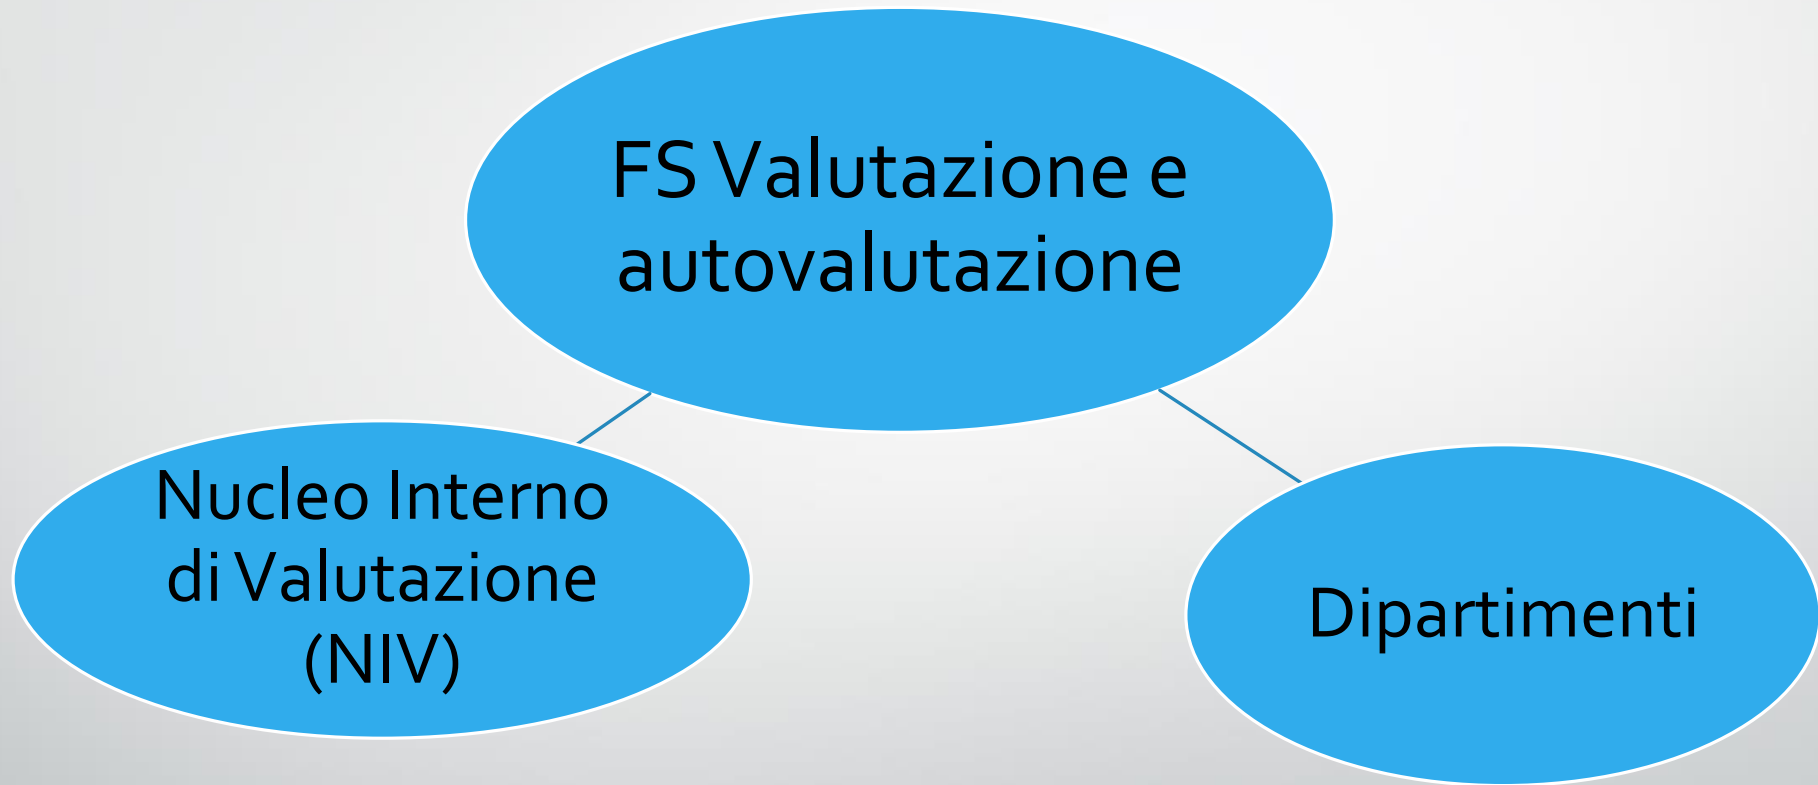 FS Valutazione e
autovalutazione
Nucleo Interno
di Valutazione
(NIV)
Dipartimenti